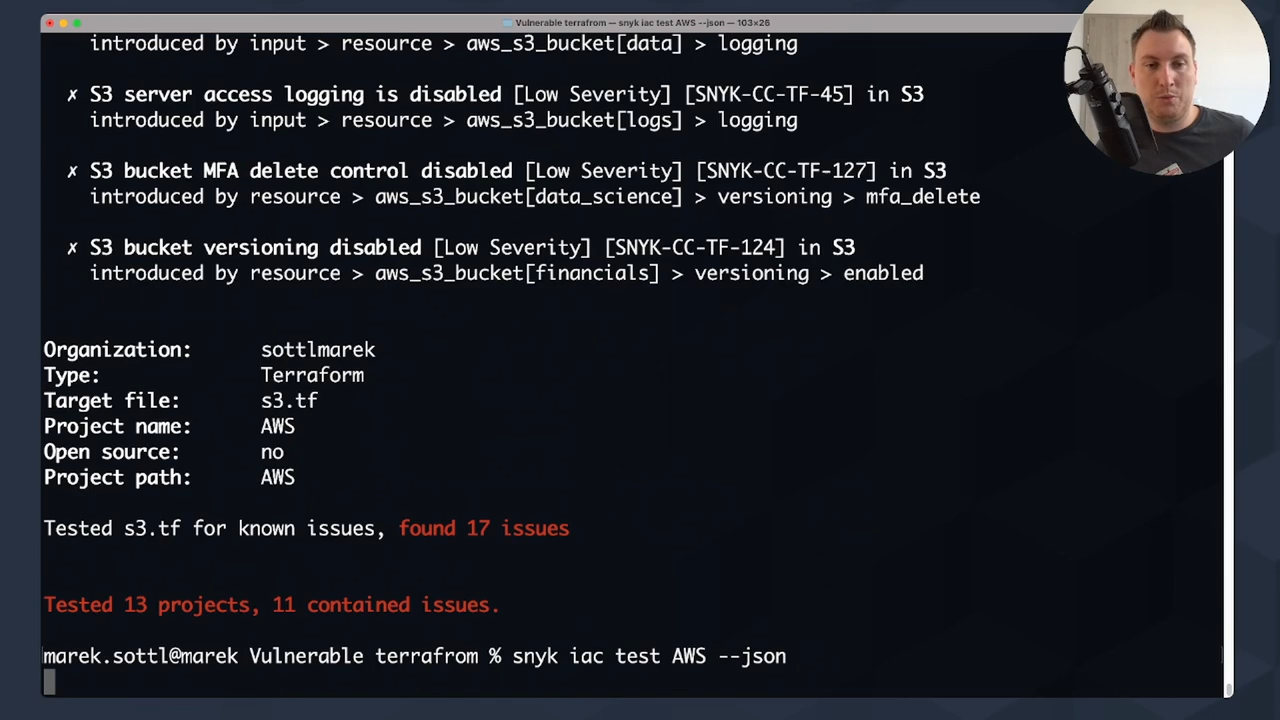 Vulnerable terrafrom — snyk iac test AWS --json — 103×26
introduced by input > resource > aws_s3_bucket[data] > logging
✗ S3 server access logging is disabled [Low Severity] [SNYK-CC-TF-45] in S3
introduced by input > resource > aws_s3_bucket[logs] > logging
✗ S3 bucket MFA delete control disabled [Low Severity] [SNYK-CC-TF-127] in S3
introduced by resource > aws_s3_bucket[data_science] > versioning > mfa_delete
✗ S3 bucket versioning disabled [Low Severity] [SNYK-CC-TF-124] in S3
introduced by resource > aws_s3_bucket[financials] > versioning > enabled
Organization: sottlmarek
Type: Terraform
Target file: s3.tf
Project name: AWS
Open source: no
Project path: AWS
Tested s3.tf for known issues, found 17 issues
Tested 13 projects, 11 contained issues.
marek.sottl@marek Vulnerable terrafrom % snyk iac test AWS --json